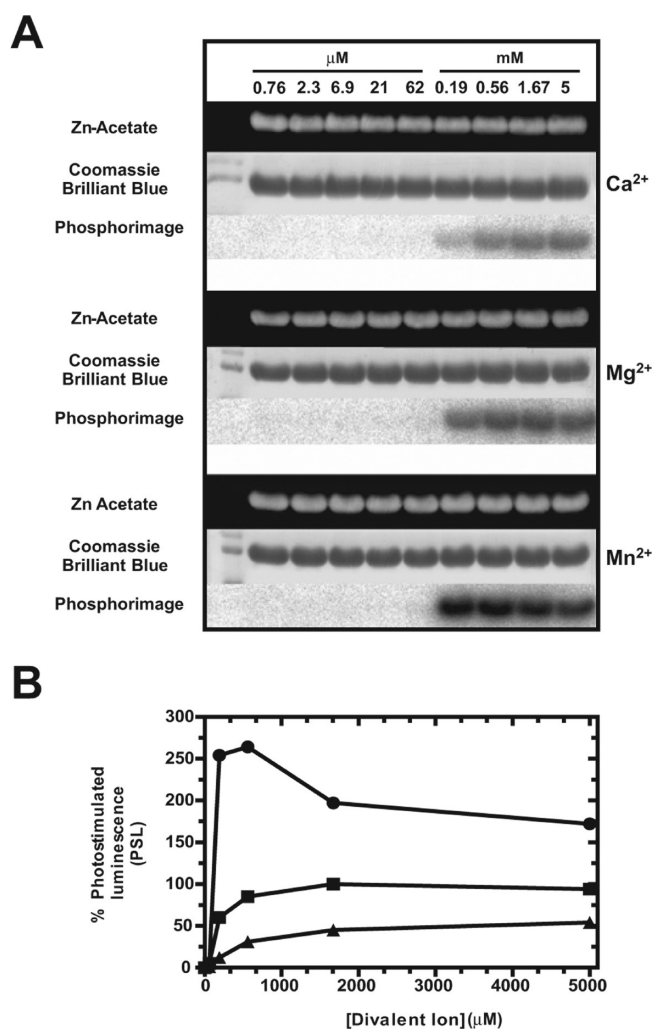 A
μM mM
0.76 2.3 6.9 21 62 0.19 0.56 1.67 5
Zn-Acetate
Coomassie
Brilliant Blue
Ca2+
Phosphorimage
Zn-Acetate
Coomassie
Brilliant Blue
Mg2+
Phosphorimage
Zn Acetate
Coomassie
Brilliant Blue
Mn2+
Phosphorimage
B
% Photostimulated
luminescence
(PSL)
300
250
200
150
100
50
0
0 1000 2000 3000 4000 5000
[Divalent Ion](μM)